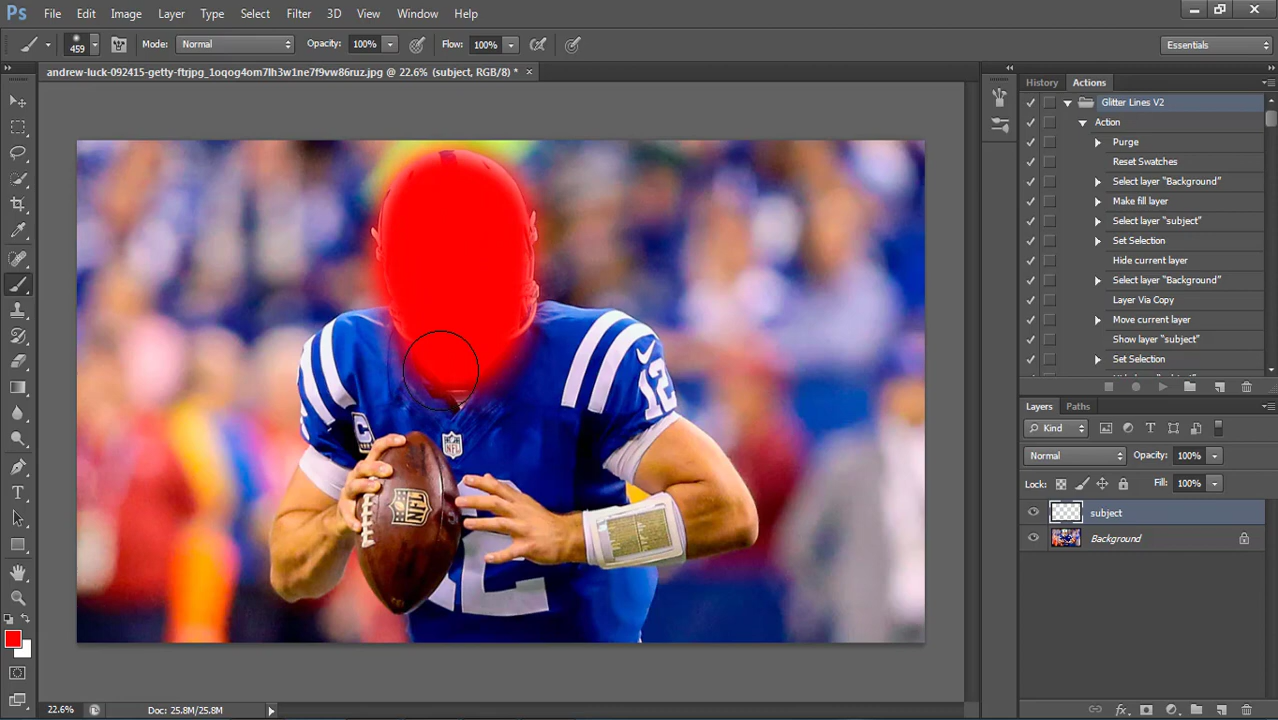 Ps File Edit Image Layer Type Select Filter 3D View Window Help
459 Mode: Normal Opacity: 100% Flow: 100% Essentials
andrew-luck-092415-getty-ftrjpg_1oqog4om7lh3w1ne7f9vw86ruz.jpg @ 22.6% (subject, RGB/8) * ×
History Actions
Glitter Lines V2
Action
Purge
Reset Swatches
Select layer "Background"
Make fill layer
Select layer "subject"
Set Selection
Hide current layer
Select layer "Background"
Layer Via Copy
Move current layer
Show layer "subject"
Set Selection
12
C
NFL
NFL
12
Layers Paths
Kind
Normal Opacity: 100%
Lock: Fill: 100%
subject
Background
22.6% Doc: 25.8M/25.8M